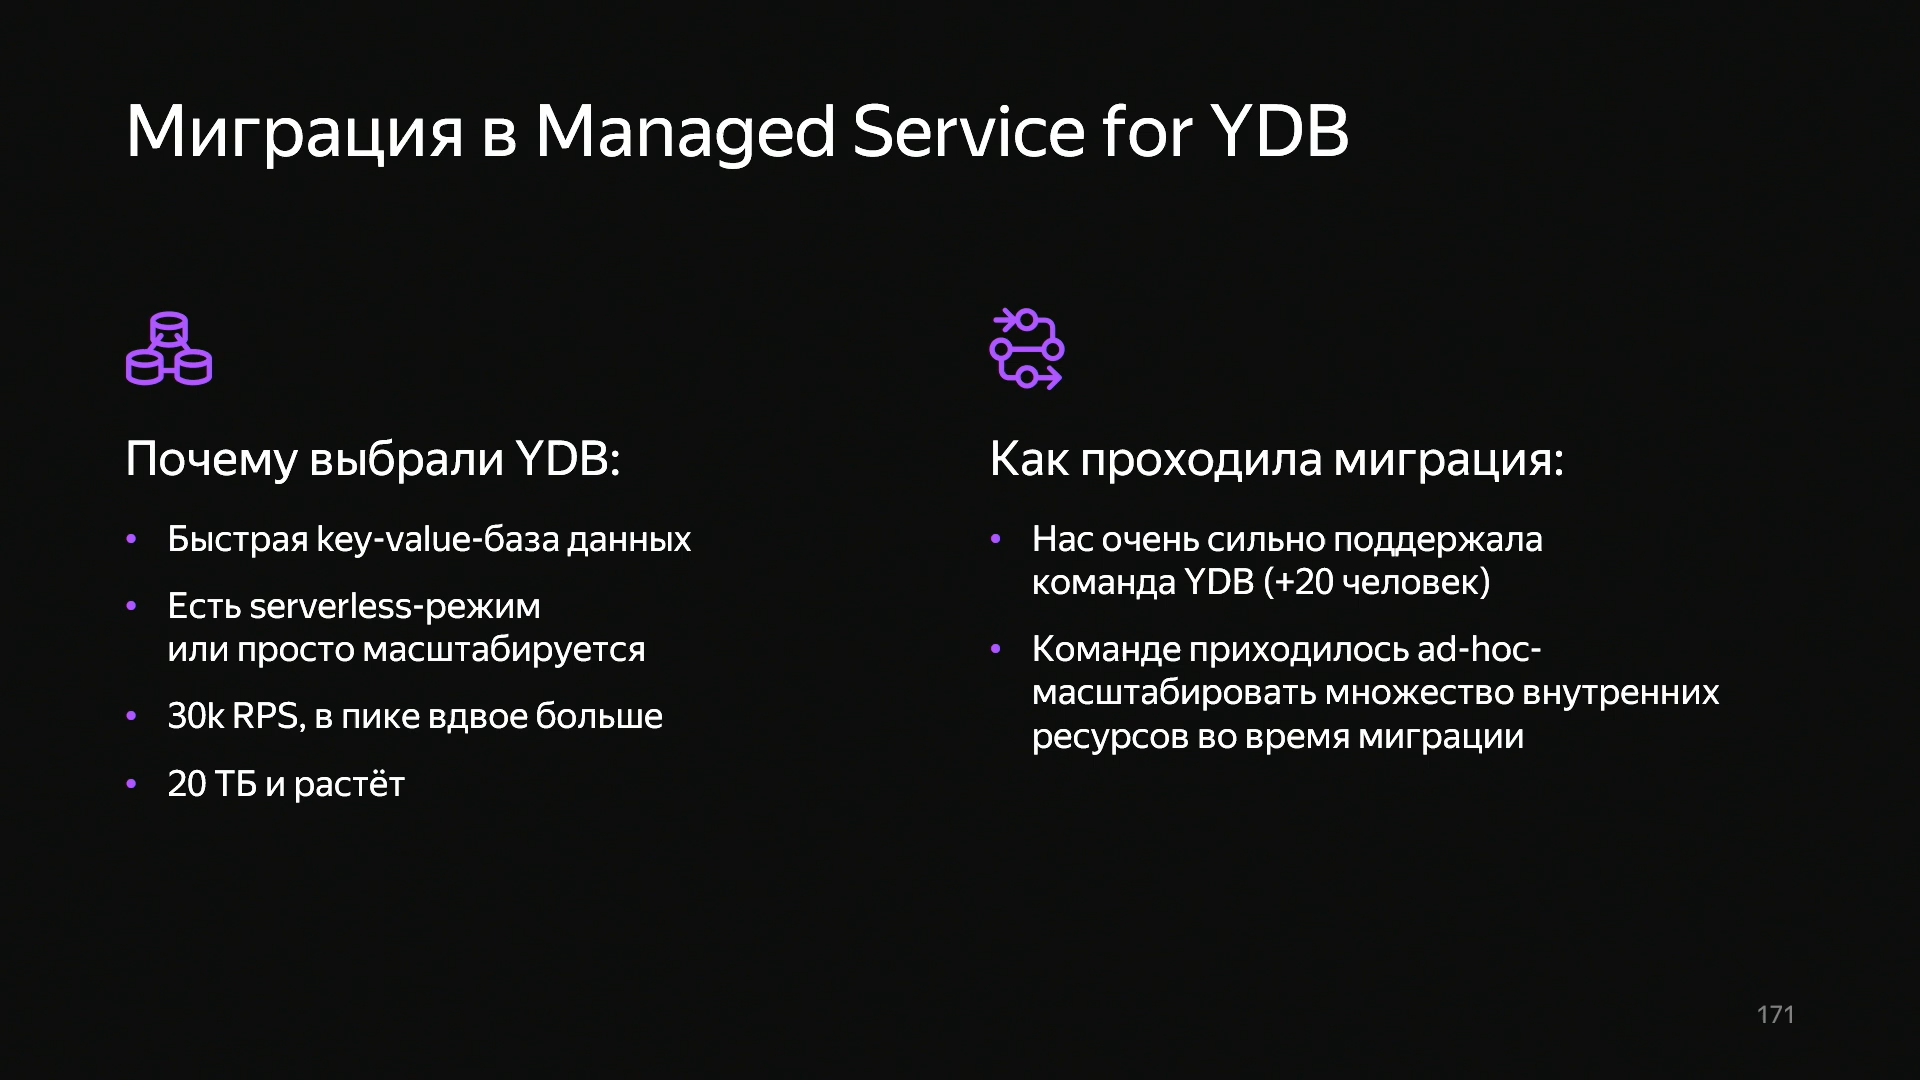 Миграция в Managed Service for YDB
Почему выбрали YDB:
• Быстрая key-value-база данных
• Есть serverless-режим
или просто масштабируется
• 30k RPS, в пике вдвое больше
• 20 ТБ и растёт
Как проходила миграция:
• Нас очень сильно поддержала
команда YDB (+20 человек)
• Команде приходилось ad-hoc-
масштабировать множество внутренних
ресурсов во время миграции
171